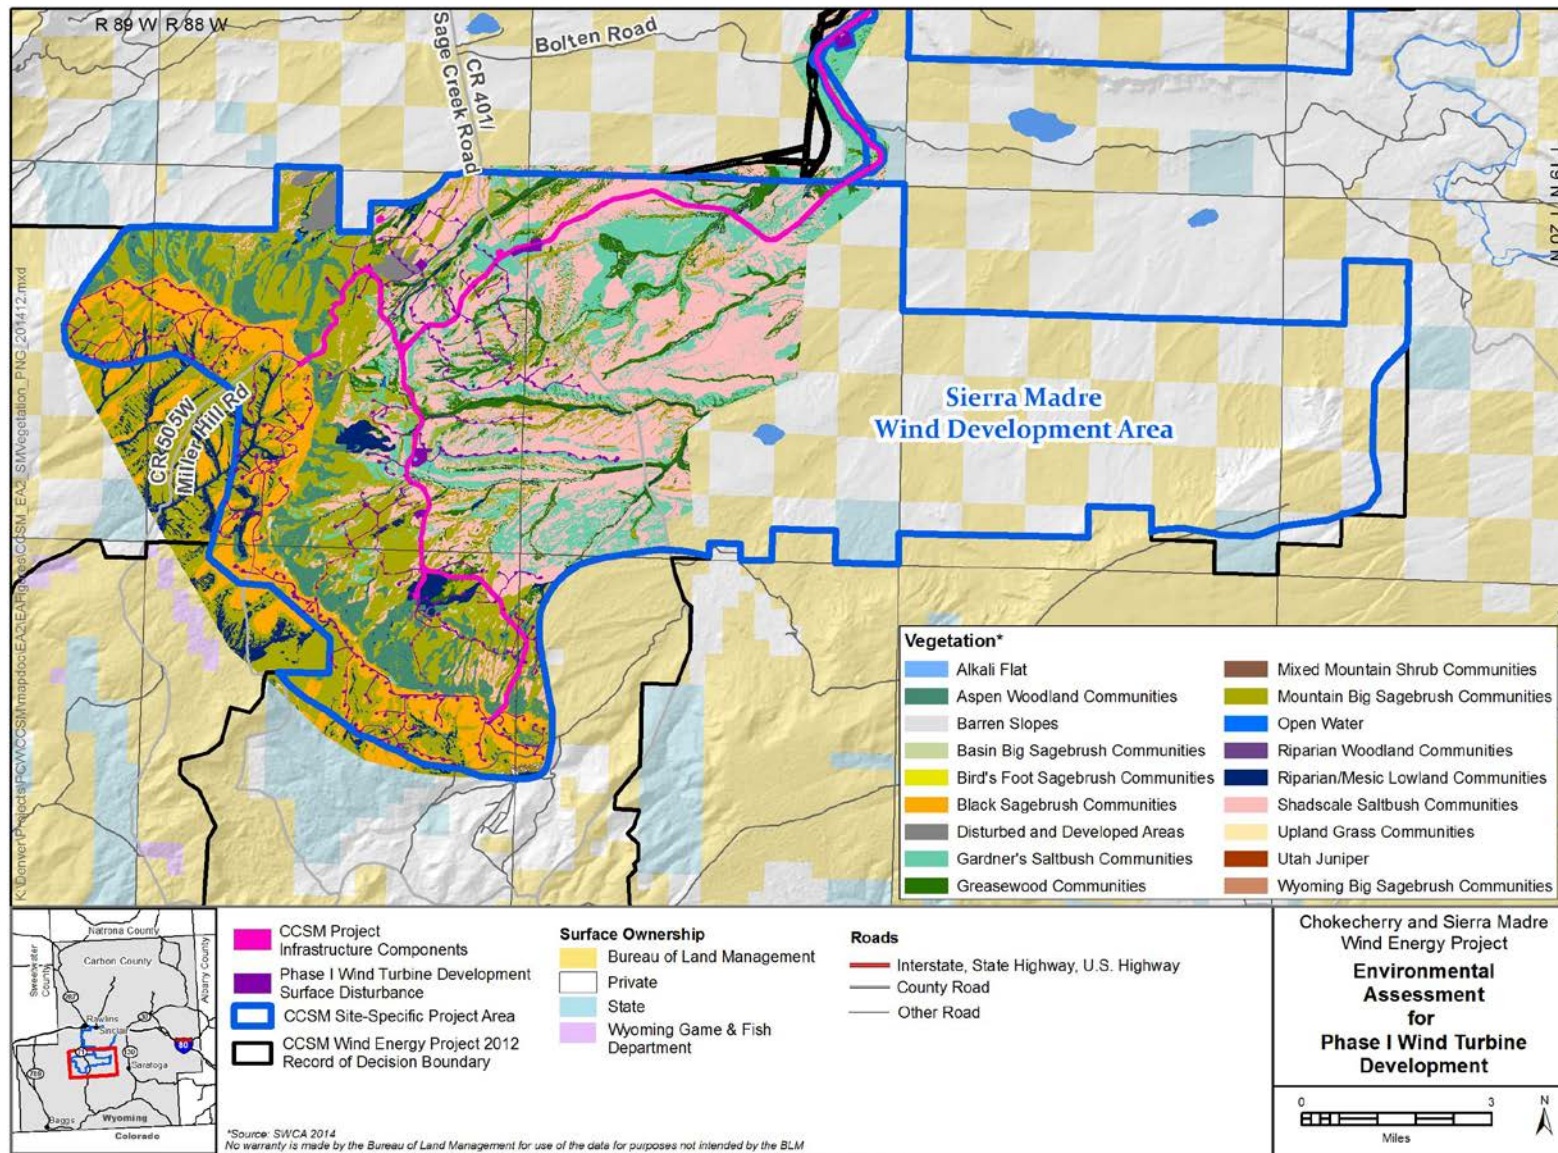 R 89 W R 88 W
Bolten Road
CR 401/
Sage Creek Road
T 19 N T 20 N
CR 505W
Miller Hill Rd
Sierra Madre
Wind Development Area
Vegetation*
Alkali Flat
Aspen Woodland Communities
Barren Slopes
Basin Big Sagebrush Communities
Bird's Foot Sagebrush Communities
Black Sagebrush Communities
Disturbed and Developed Areas
Gardner's Saltbush Communities
Greasewood Communities
Mixed Mountain Shrub Communities
Mountain Big Sagebrush Communities
Open Water
Riparian Woodland Communities
Riparian/Mesic Lowland Communities
Shadscale Saltbush Communities
Upland Grass Communities
Utah Juniper
Wyoming Big Sagebrush Communities
K:\Denver\Projects\PCW\CCSM\mapdoc\EA2\EAFigures\CCSM_EA2_SMVegetation_PNG_201412.mxd
Natrona County
Sweetwater
County
Carbon County
Albany County
287
Rawlins
Sinclair
30
80
130
Saratoga
Baggs
Wyoming
Colorado
CCSM Project
Infrastructure Components
Phase I Wind Turbine Development
Surface Disturbance
CCSM Site-Specific Project Area
CCSM Wind Energy Project 2012
Record of Decision Boundary
Surface Ownership
Bureau of Land Management
Private
State
Wyoming Game & Fish
Department
Roads
Interstate, State Highway, U.S. Highway
County Road
Other Road
*Source: SWCA 2014
No warranty is made by the Bureau of Land Management for use of the data for purposes not intended by the BLM
Chokecherry and Sierra Madre
Wind Energy Project
Environmental
Assessment
for
Phase I Wind Turbine
Development
0 3
Miles
N